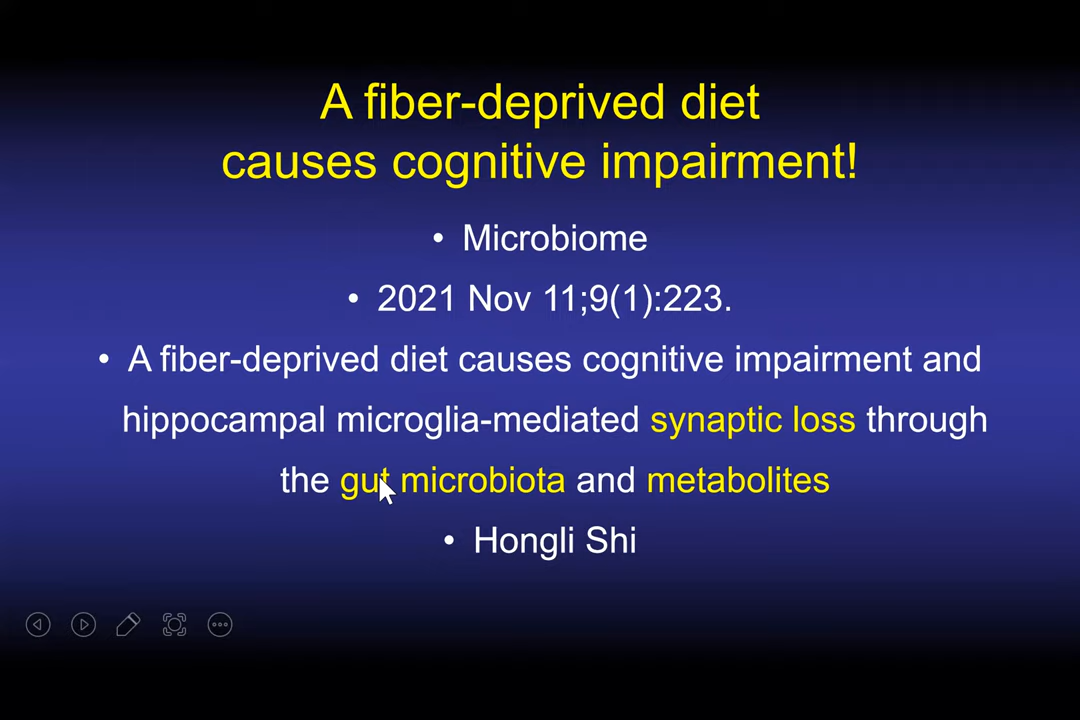 A fiber-deprived diet
causes cognitive impairment!
• Microbiome
• 2021 Nov 11;9(1):223.
• A fiber-deprived diet causes cognitive impairment and
hippocampal microglia-mediated synaptic loss through
the gut microbiota and metabolites
• Hongli Shi